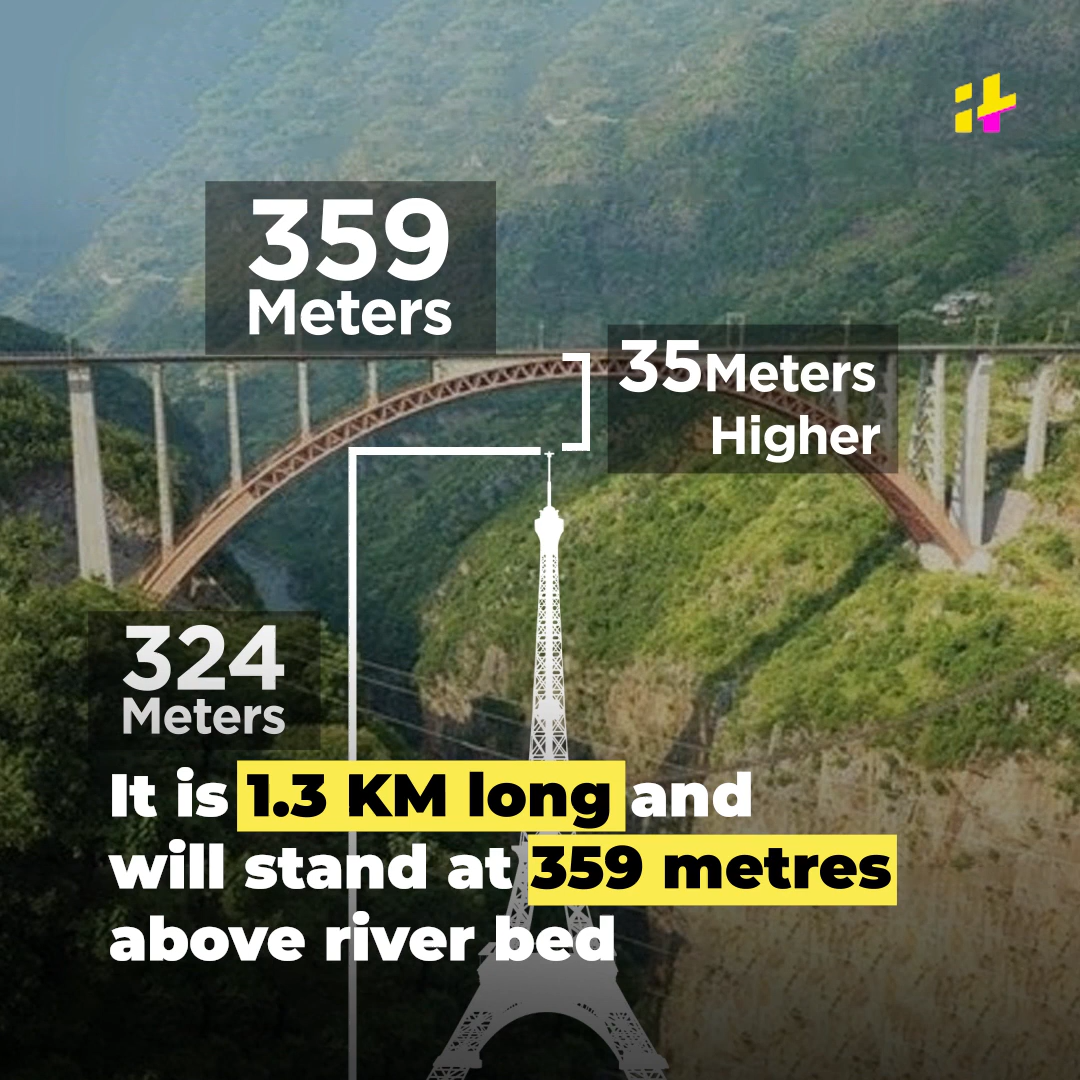 359
Meters
35Meters
Higher
324
Meters
It is 1.3 KM long and
will stand at 359 metres
above river bed